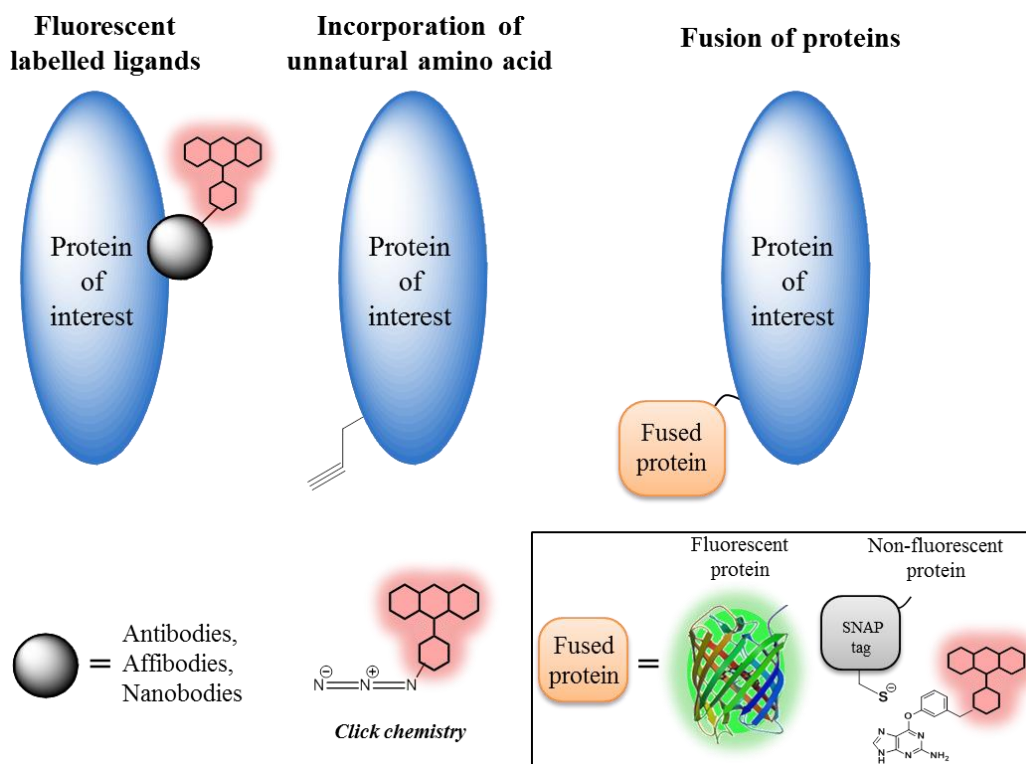 Fluorescent
labelled ligands
Incorporation of
unnatural amino acid
Fusion of proteins
Protein
of
interest
Protein
of
interest
Protein
of
interest
Fused
protein
=
Antibodies,
Affibodies,
Nanobodies
N⊖ N⊕ N
Click chemistry
Fused
protein
=
Fluorescent
protein
Non-fluorescent
protein
SNAP
tag
S⊖
O
N
N
N
N
H
NH₂